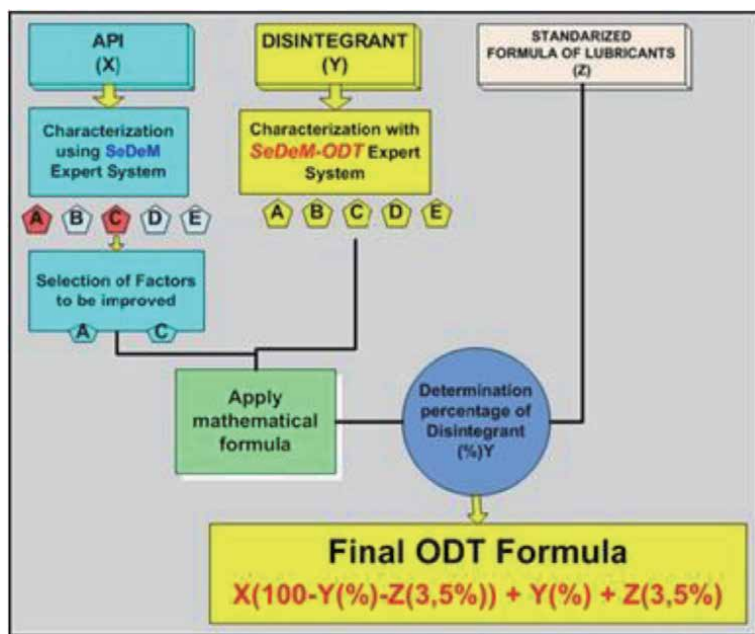 API
(X)
DISINTEGRANT
(Y)
STANDARIZED
FORMULA OF LUBRICANTS
(Z)
Characterization
using SeDeM
Expert System
Characterization with
SeDeM-ODT Expert
System
A B C D E
A B C D E
Selection of Factors
to be improved
A C
Apply
mathematical
formula
Determination
percentage of
Disintegrant
(%)Y
Final ODT Formula
X(100-Y(%)-Z(3,5%)) + Y(%) + Z(3,5%)